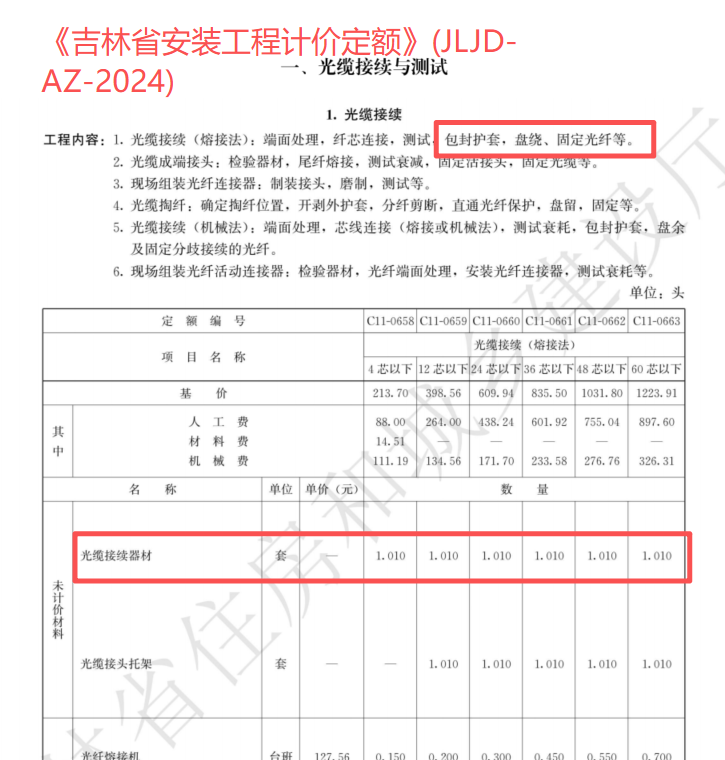 《吉林省安装工程计价定额》(JLJD-
AZ-2024)
一、光缆接续与测试
1. 光缆接续
工程内容：1. 光缆接续（熔接法）：端面处理，纤芯连接，测试，包封护套，盘绕、固定光纤等。
2. 光缆成端接头：检验器材，尾纤熔接，测试衰减，固定活接头，固定光缆等。
3. 现场组装光纤连接器：制装接头，磨制，测试等。
4. 光缆掏纤：确定掏纤位置，开剥外护套，分纤剪断，直通光纤保护，盘留，固定等。
5. 光缆接续（机械法）：端面处理，芯线连接（熔接或机械法），测试衰耗，包封护套，盘余
及固定分歧接续的光纤。
6. 现场组装光纤活动连接器：检验器材，光纤端面处理，安装光纤连接器，测试衰耗等。
单位：头
定额编号 C11-0658 C11-0659 C11-0660 C11-0661 C11-0662 C11-0663
项目名称 光缆接续（熔接法）
4 芯以下 12 芯以下 24 芯以下 36 芯以下 48 芯以下 60 芯以下
基价 213.70 398.56 609.94 835.50 1031.80 1223.91
其中 人工费 88.00 264.00 438.24 601.92 755.04 897.60
材料费 14.51 — — — — —
机械费 111.19 134.56 171.70 233.58 276.76 326.31
名称 单位 单价（元） 数量
未计价材料 光缆接续器材 套 — 1.010 1.010 1.010 1.010 1.010 1.010
光缆接头托架 套 — — 1.010 1.010 1.010 1.010 1.010
光纤熔接机 台班 127.56 0.150 0.200 0.300 0.450 0.550 0.700
吉林省住房和城乡建设厅